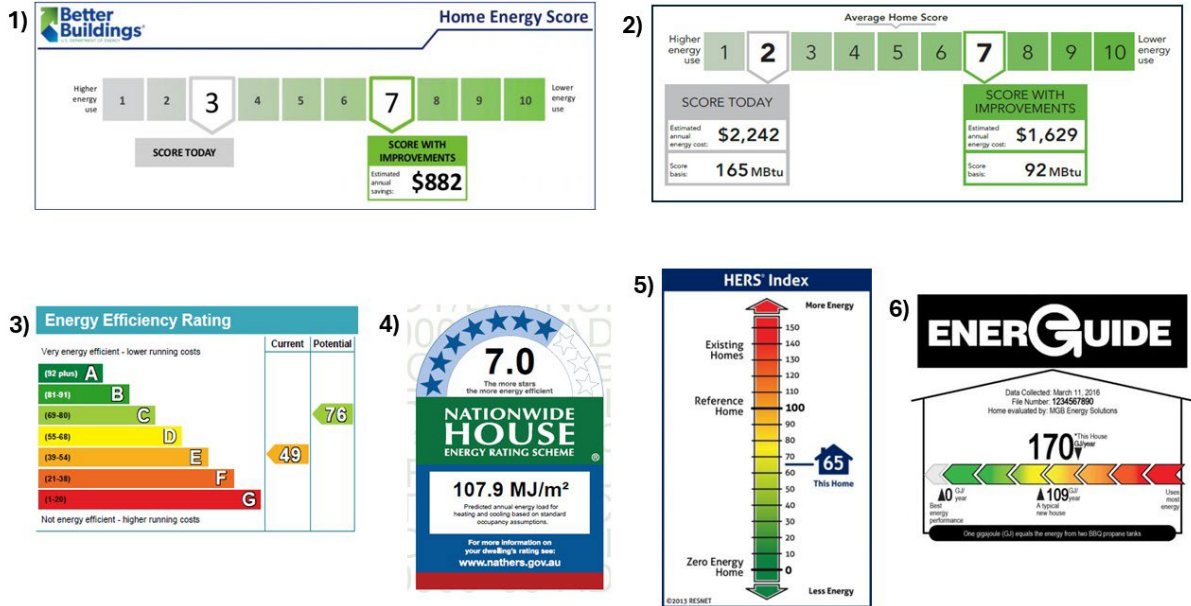 1)
Better
Buildings®
U.S. DEPARTMENT OF ENERGY
Home Energy Score
Higher
energy
use
1 2 3 4 5 6 7 8 9 10
Lower
energy
use
SCORE TODAY
SCORE WITH
IMPROVEMENTS
Estimated
annual
savings:
$882
2)
Average Home Score
Higher
energy
use
1 2 3 4 5 6 7 8 9 10
Lower
energy
use
SCORE TODAY
Estimated
annual
energy cost:
$2,242
Score
basis:
165 MBtu
SCORE WITH
IMPROVEMENTS
Estimated
annual
energy cost:
$1,629
Score
basis:
92 MBtu
3)
Energy Efficiency Rating
Current Potential
Very energy efficient - lower running costs
(92 plus) A
(81-91) B
(69-80) C
76
(55-68) D
(39-54) E
49
(21-38) F
(1-20) G
Not energy efficient - higher running costs
4)
7.0
The more stars
the more energy efficient
NATIONWIDE
HOUSE
ENERGY RATING SCHEME
®
107.9 MJ/m²
Predicted annual energy load for
heating and cooling based on standard
occupancy assumptions.
For more information on
your dwelling's rating see:
www.nathers.gov.au
5)
HERS® Index
More Energy
150
Existing
Homes
140
130
120
110
Reference
Home
100
90
80
70
65
This Home
60
50
40
30
20
10
Zero Energy
Home
0
Less Energy
©2013 RESNET
6)
ENERGUIDE
Data Collected: March 11, 2016
File Number: 1234567890
Home evaluated by: MGB Energy Solutions
170
*This House
GJ/year
0 GJ/
year
Best
energy
performance
109 GJ/
year
A typical
new house
Uses
most
energy
One gigajoule (GJ) equals the energy from two BBQ propane tanks